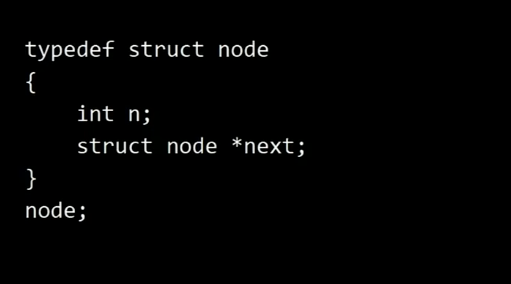 typedef struct node
{
    int n;
    struct node *next;
}
node;